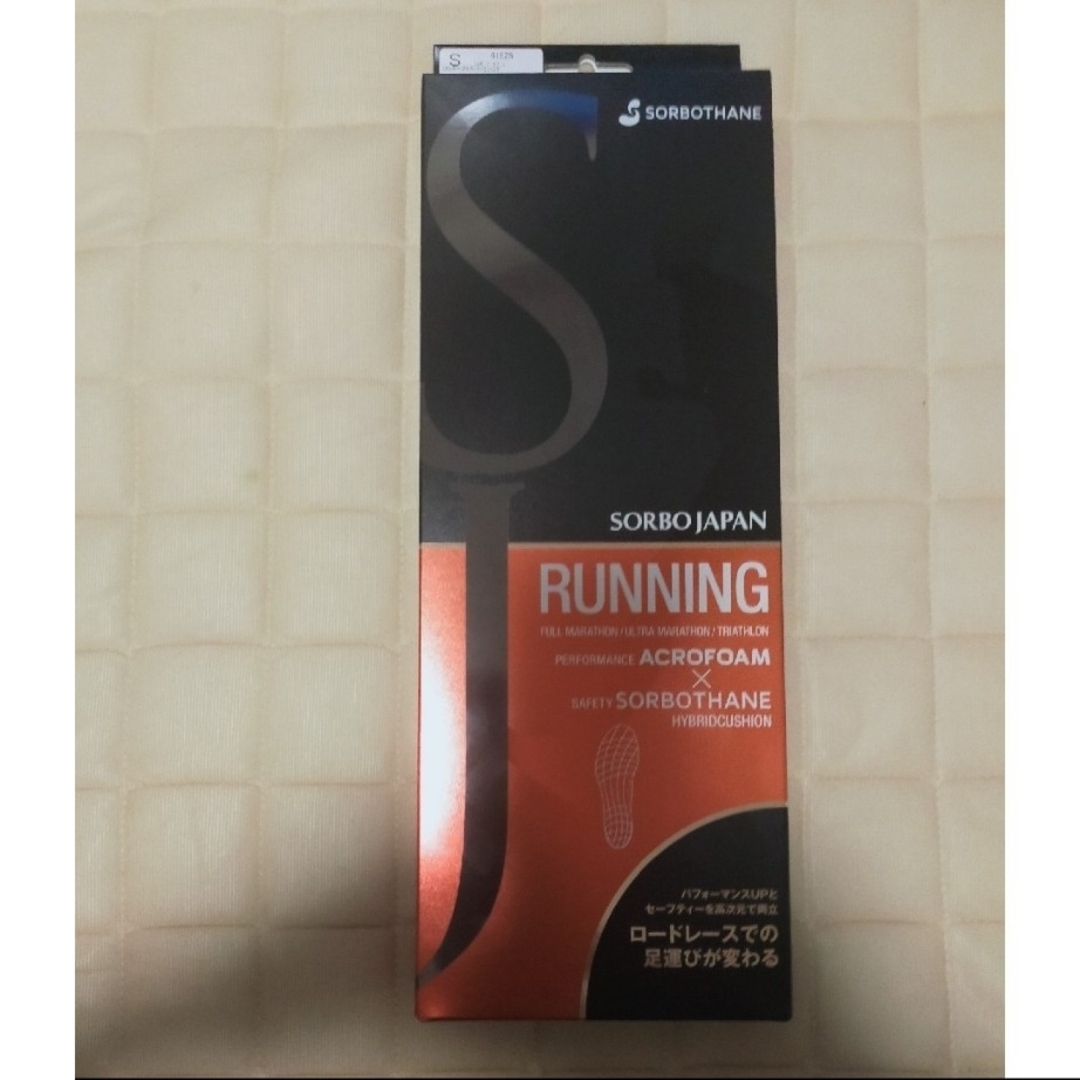 S
SORBOTHANE
SJ
SORBO JAPAN
RUNNING
FULL MARATHON / ULTRA MARATHON / TRIATHLON
PERFORMANCE ACROFOAM
×
SAFETY SORBOTHANE
HYBRIDCUSHION
パフォーマンスUPと
セーフティーを高次元で両立
ロードレースでの
足運びが変わる